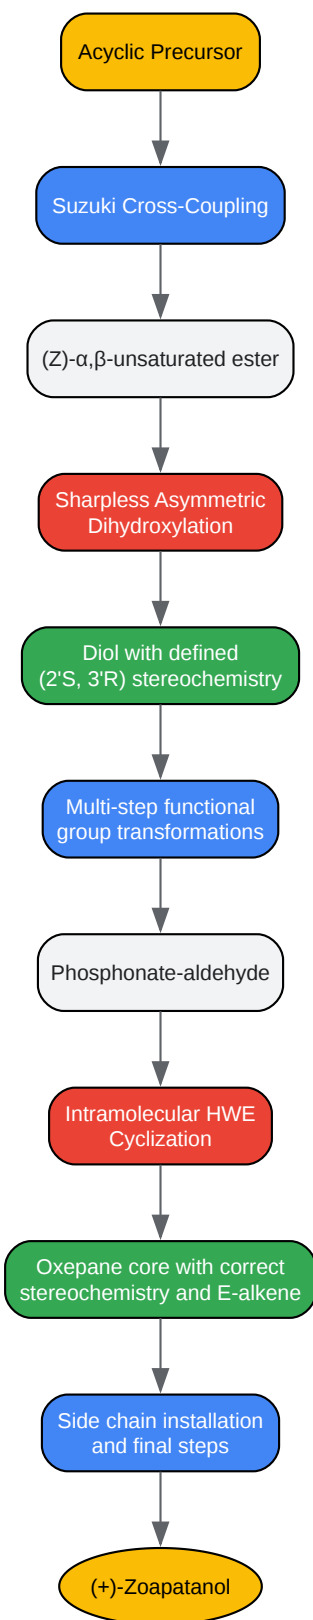 Acyclic Precursor
Suzuki Cross-Coupling
(Z)-α,β-unsaturated ester
Sharpless Asymmetric
Dihydroxylation
Diol with defined
(2'S, 3'R) stereochemistry
Multi-step functional
group transformations
Phosphonate-aldehyde
Intramolecular HWE
Cyclization
Oxepane core with correct
stereochemistry and E-alkene
Side chain installation
and final steps
(+)-Zoapatanol